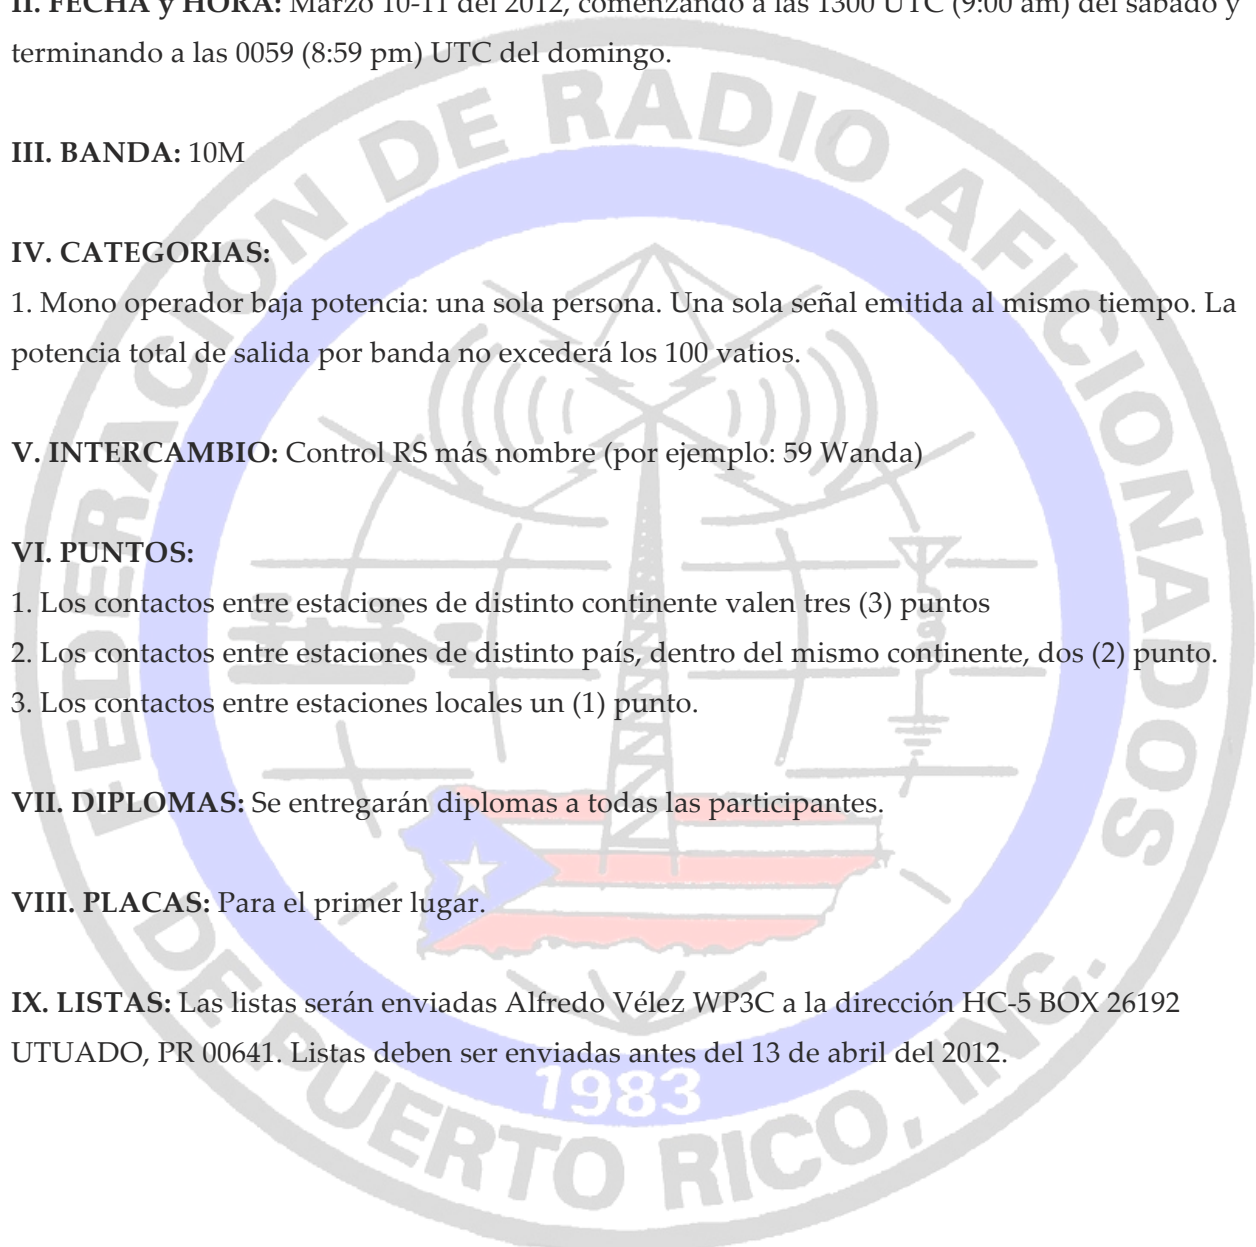 II. FECHA y HORA: Marzo 10-11 del 2012, comenzando a las 1300 UTC (9:00 am) del sábado y
terminando a las 0059 (8:59 pm) UTC del domingo.
III. BANDA: 10M
IV. CATEGORIAS:
1. Mono operador baja potencia: una sola persona. Una sola señal emitida al mismo tiempo. La
potencia total de salida por banda no excederá los 100 vatios.
V. INTERCAMBIO: Control RS más nombre (por ejemplo: 59 Wanda)
VI. PUNTOS:
1. Los contactos entre estaciones de distinto continente valen tres (3) puntos
2. Los contactos entre estaciones de distinto país, dentro del mismo continente, dos (2) punto.
3. Los contactos entre estaciones locales un (1) punto.
VII. DIPLOMAS: Se entregarán diplomas a todas las participantes.
VIII. PLACAS: Para el primer lugar.
IX. LISTAS: Las listas serán enviadas Alfredo Vélez WP3C a la dirección HC-5 BOX 26192
UTUADO, PR 00641. Listas deben ser enviadas antes del 13 de abril del 2012.
FEDERACION DE RADIO AFICIONADOS
DE PUERTO RICO, INC.
1983